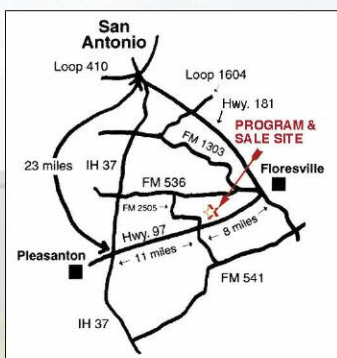 San
Antonio
Loop 410
Loop 1604
Hwy. 181
PROGRAM &
SALE SITE
FM 1303
23 miles
IH 37
FM 536
Floresville
FM 2505
Hwy. 97
8 miles
11 miles
Pleasanton
FM 541
IH 37